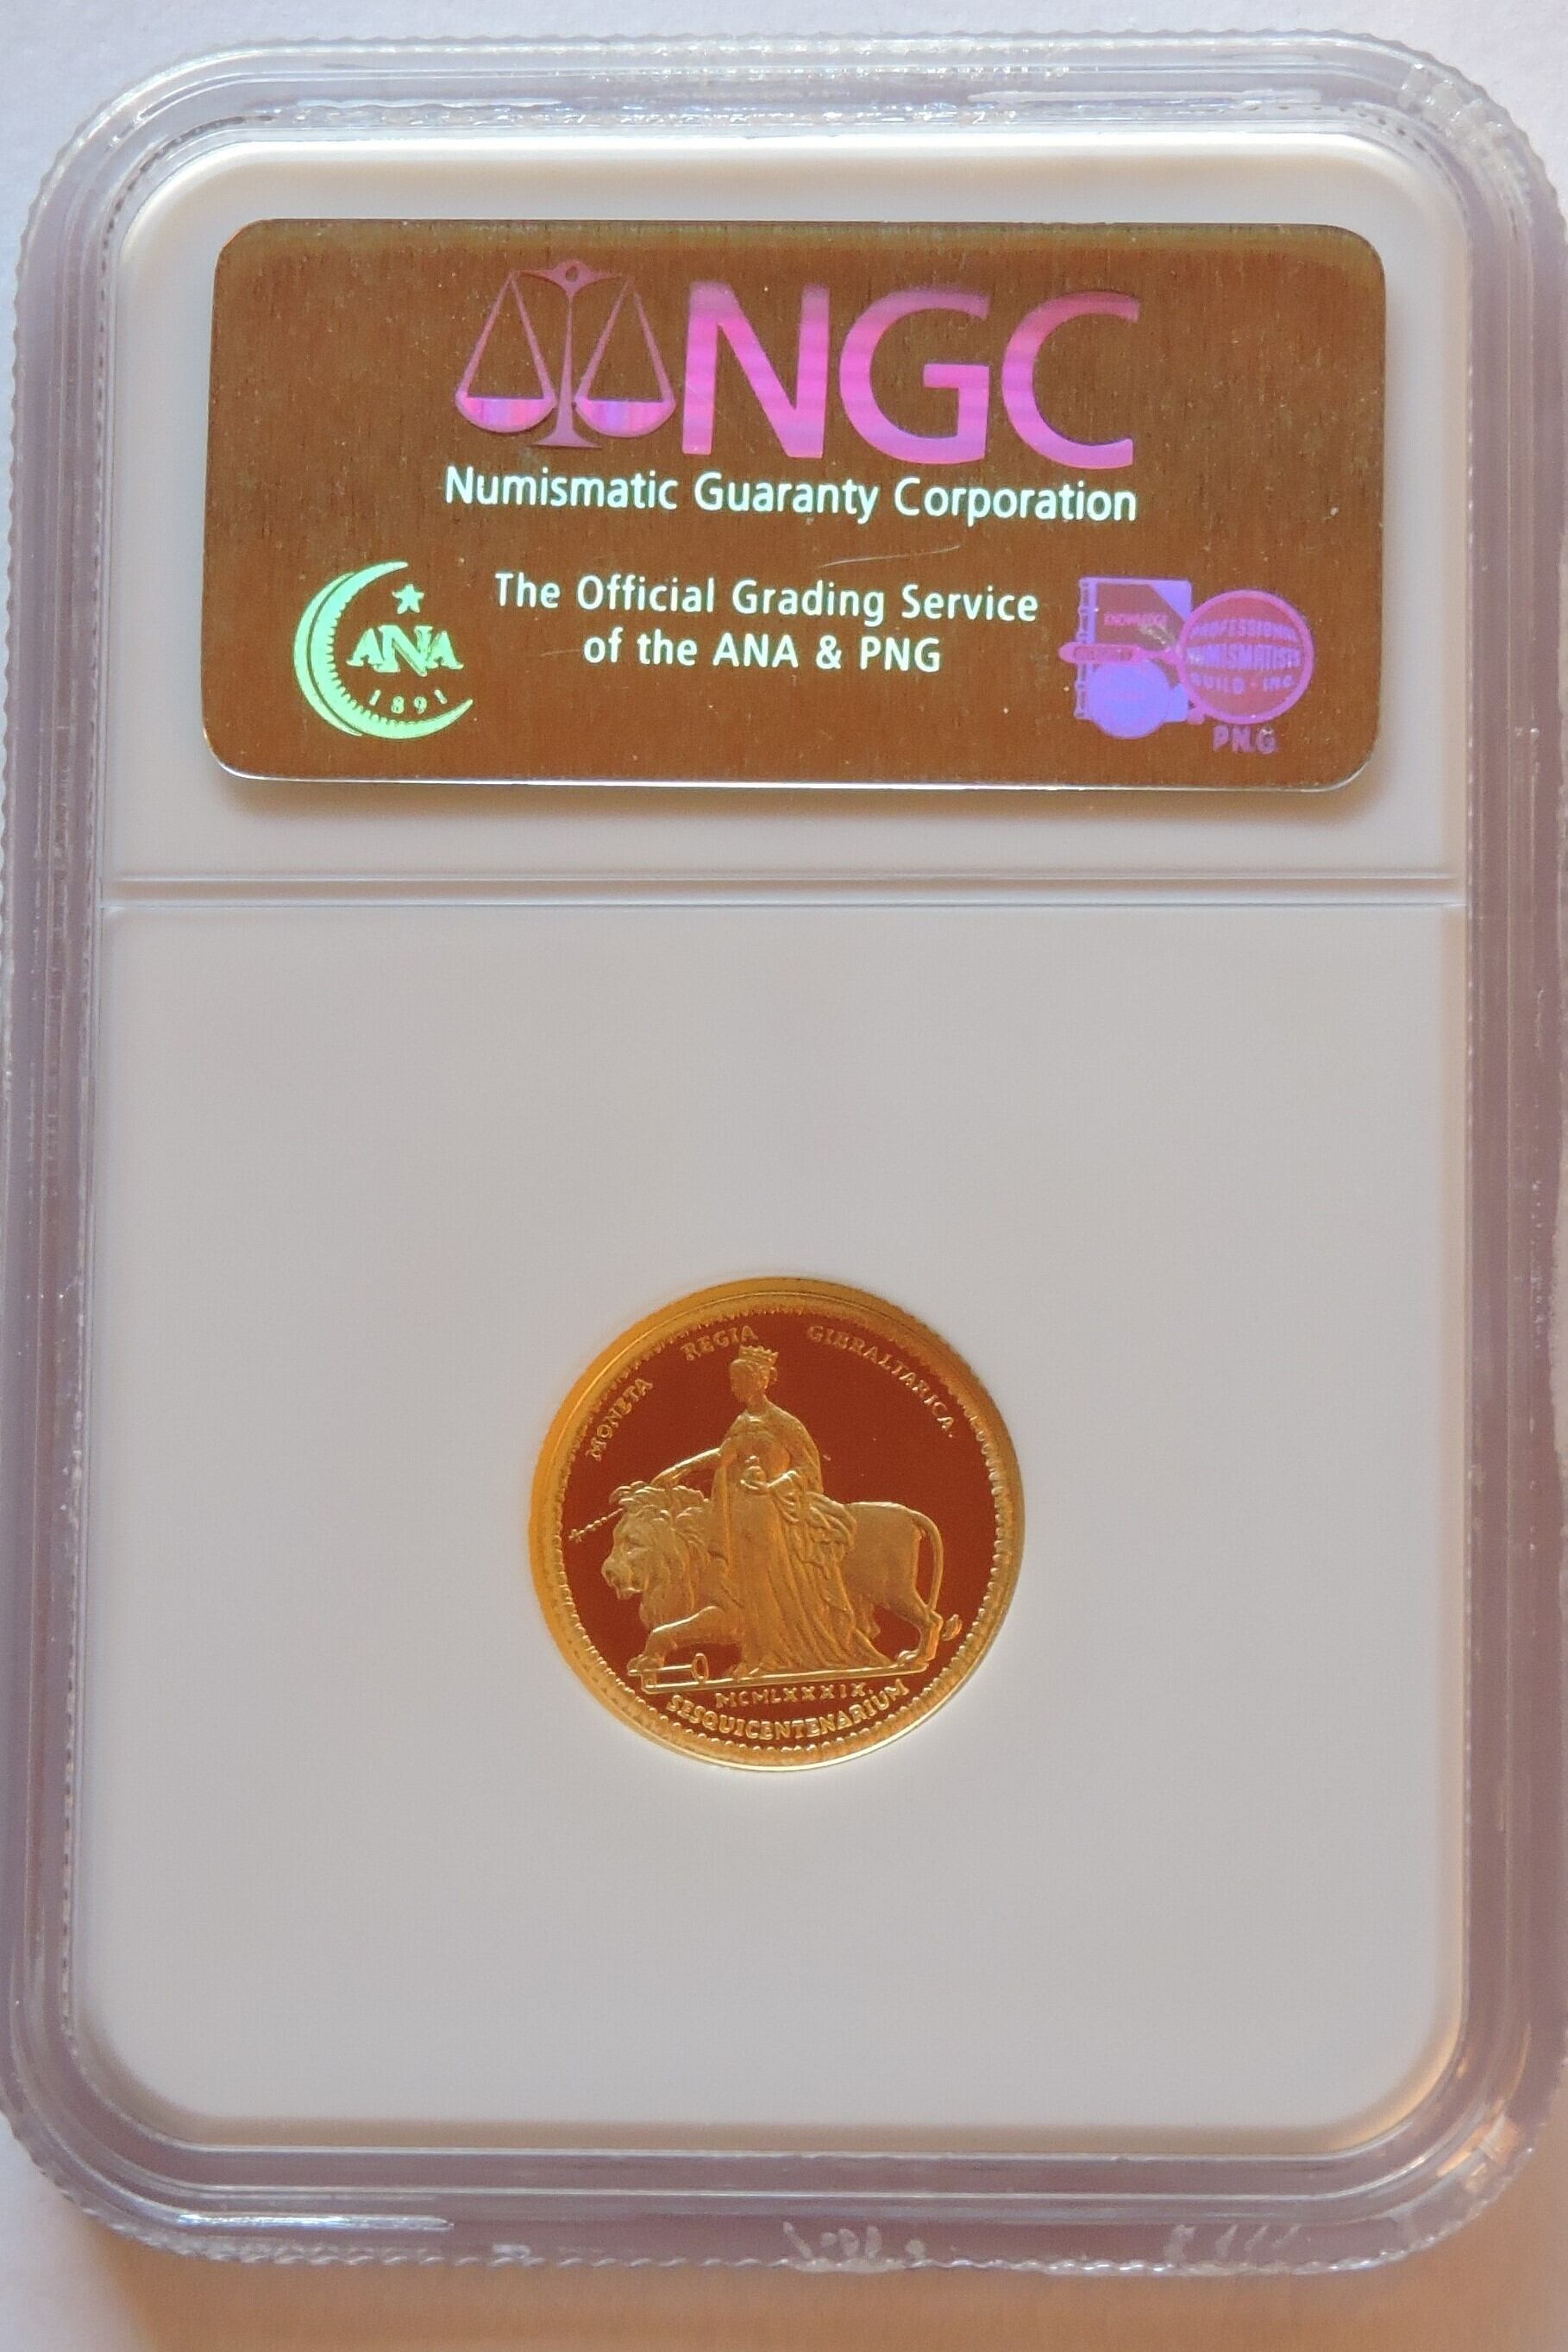 NGC
Numismatic Guaranty Corporation
The Official Grading Service
of the ANA & PNG
ANA
1891
KNOWLEDGE
PROFESSIONAL
NUMISMATISTS
GUILD - INC.
P.N.G.
MONETA REGIA GIBRALTARICA.
MCMLXXXIX.
SESQUICENTENARIUM